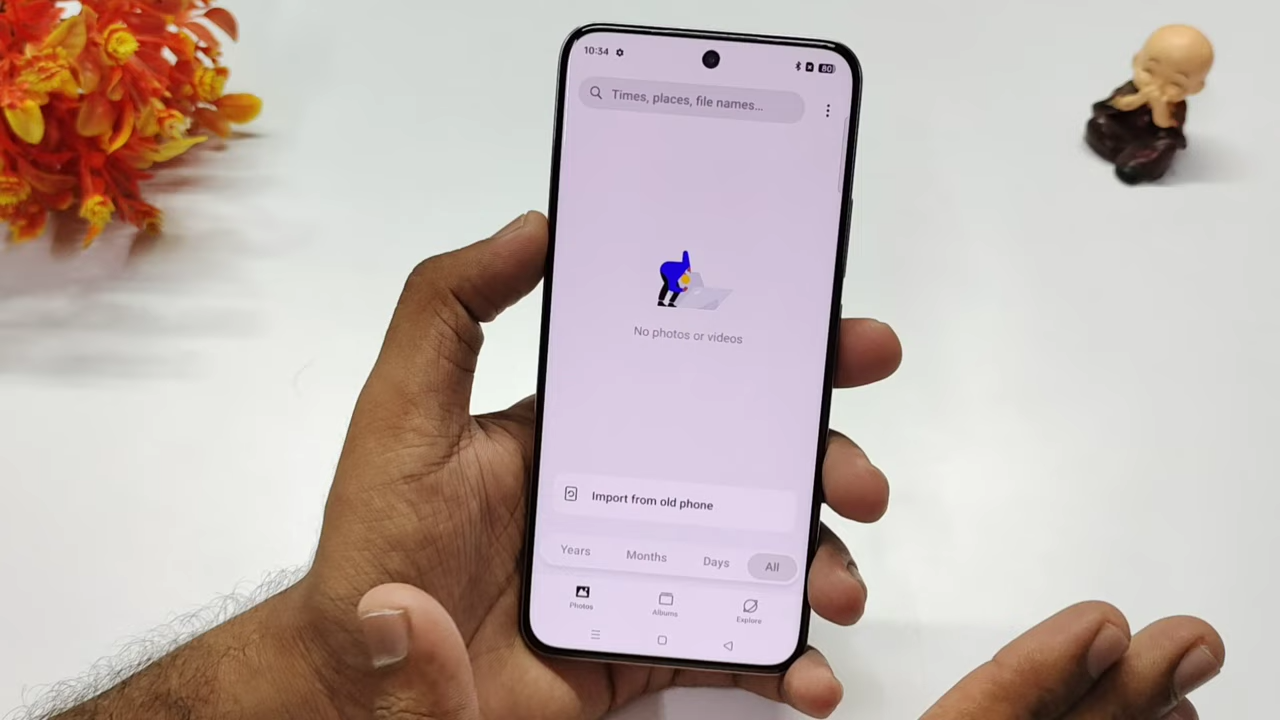 10:34
80
Times, places, file names...
No photos or videos
Import from old phone
Years Months Days All
Photos Albums Explore